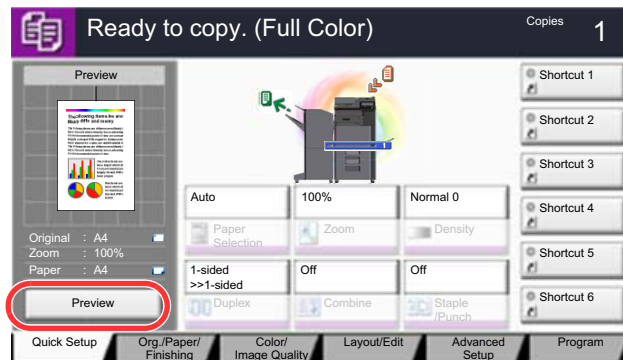 Ready to copy. (Full Color)
Copies 1
Preview
Original : A4
Zoom : 100%
Paper : A4
Preview
1
Auto
Paper
Selection
100%
Zoom
Normal 0
Density
1-sided
>>1-sided
Duplex
Off
Combine
Off
Staple
/Punch
Shortcut 1
Shortcut 2
Shortcut 3
Shortcut 4
Shortcut 5
Shortcut 6
Quick Setup
Org./Paper/
Finishing
Color/
Image Quality
Layout/Edit
Advanced
Setup
Program